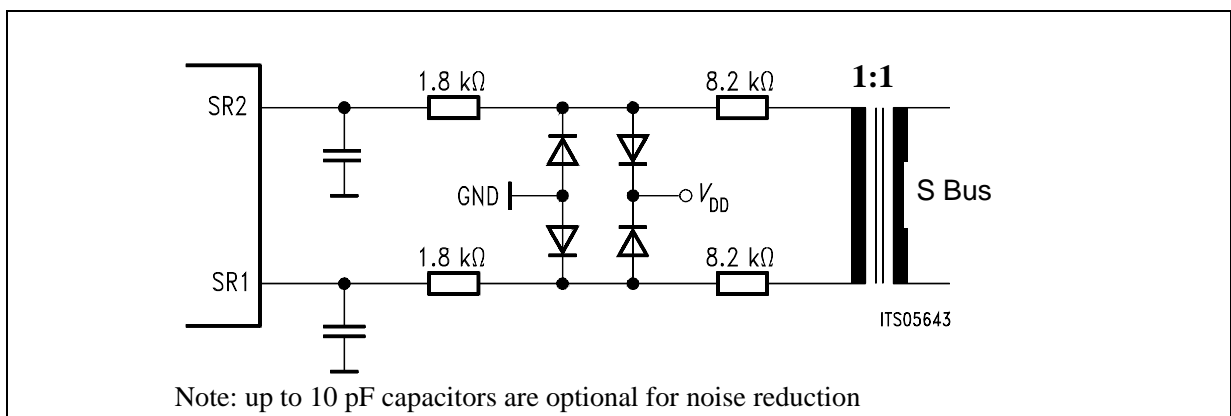 1:1
1.8 kΩ
8.2 kΩ
SR2
GND
V_DD
S Bus
1.8 kΩ
8.2 kΩ
SR1
ITS05643
Note: up to 10 pF capacitors are optional for noise reduction